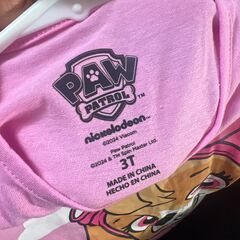 PAW
PATROL
nickelodeon
©2024 Viacom
Paw Patrol
©2024 & TM Spin Master Ltd.
3T
MADE IN CHINA
HECHO EN CHINA